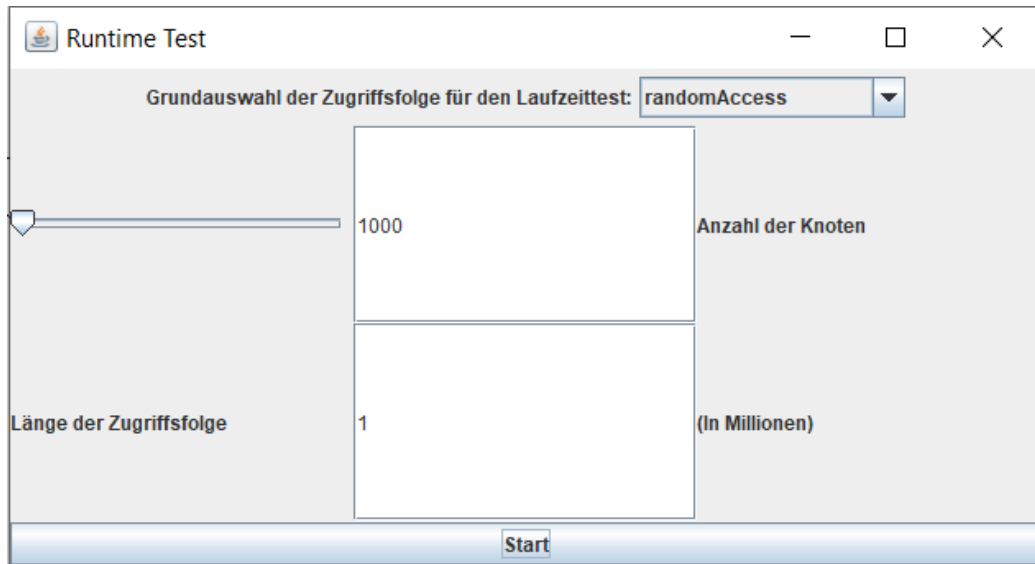 Runtime Test
Grundauswahl der Zugriffsfolge für den Laufzeittest: randomAccess
1000 Anzahl der Knoten
Länge der Zugriffsfolge 1 (In Millionen)
Start